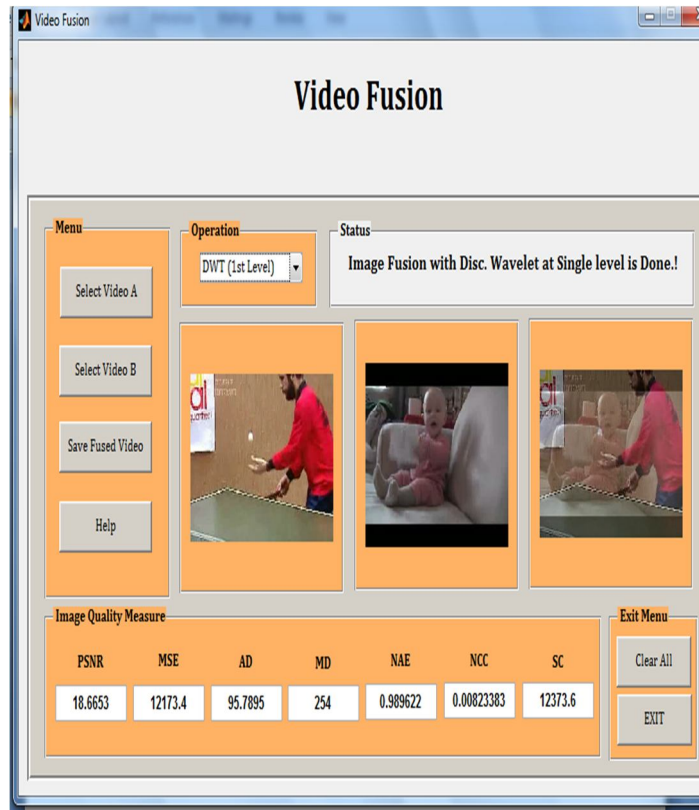 Video Fusion
Video Fusion
Menu
Operation
Status
Select Video A
DWT (1st Level)
Image Fusion with Disc. Wavelet at Single level is Done.!
Select Video B
Save Fused Video
Help
Image Quality Measure
Exit Menu
PSNR MSE AD MD NAE NCC SC
18.6653 12173.4 95.7895 254 0.989622 0.00823383 12373.6
Clear All
EXIT